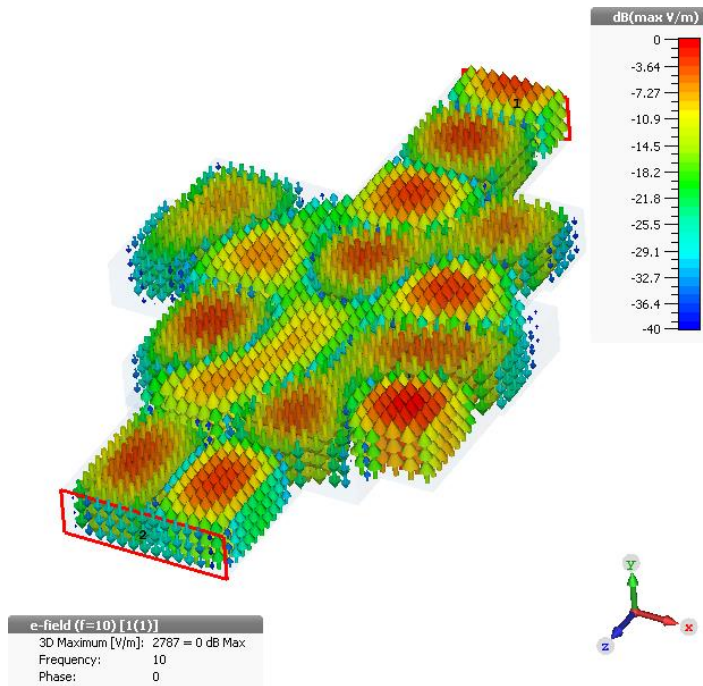 dB(max V/m)
0
-3.64
-7.27
-10.9
-14.5
-18.2
-21.8
-25.5
-29.1
-32.7
-36.4
-40
1
2
y
x
z
e-field (f=10) [1(1)]
3D Maximum [V/m]: 2787 = 0 dB Max
Frequency: 10
Phase: 0